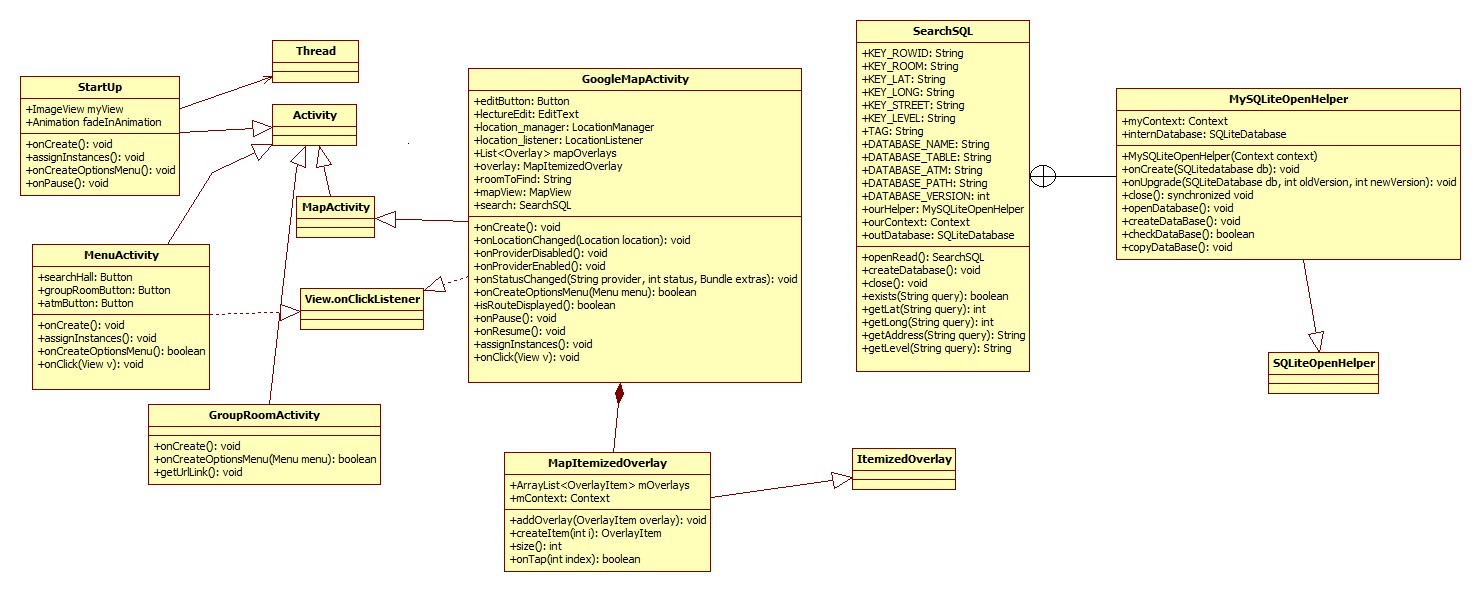 Thread
StartUp
+ImageView myView
+Animation fadeInAnimation
+onCreate(): void
+assignInstances(): void
+onCreateOptionsMenu(): void
+onPause(): void
Activity
MapActivity
MenuActivity
+searchHall: Button
+groupRoomButton: Button
+atmButton: Button
+onCreate(): void
+assignInstances(): void
+onCreateOptionsMenu(): boolean
+onClick(View v): void
View.onClickListener
GroupRoomActivity
+onCreate(): void
+onCreateOptionsMenu(Menu menu): boolean
+getUrlLink(): void
GoogleMapActivity
+editButton: Button
+lectureEdit: EditText
+location_manager: LocationManager
+location_listener: LocationListener
+List<Overlay> mapOverlays
+overlay: MapItemizedOverlay
+roomToFind: String
+mapView: MapView
+search: SearchSQL
+onCreate(): void
+onLocationChanged(Location location): void
+onProviderDisabled(): void
+onProviderEnabled(): void
+onStatusChanged(String provider, int status, Bundle extras): void
+onCreateOptionsMenu(Menu menu): boolean
+isRouteDisplayed(): boolean
+onPause(): void
+onResume(): void
+assignInstances(): void
+onClick(View v): void
MapItemizedOverlay
+ArrayList<OverlayItem> mOverlays
+mContext: Context
+addOverlay(OverlayItem overlay): void
+createItem(int i): OverlayItem
+size(): int
+onTap(int index): boolean
ItemizedOverlay
SearchSQL
+KEY_ROWID: String
+KEY_ROOM: String
+KEY_LAT: String
+KEY_LONG: String
+KEY_STREET: String
+KEY_LEVEL: String
+TAG: String
+DATABASE_NAME: String
+DATABASE_TABLE: String
+DATABASE_ATM: String
+DATABASE_PATH: String
+DATABASE_VERSION: int
+ourHelper: MySQLiteOpenHelper
+ourContext: Context
+outDatabase: SQLiteDatabase
+openRead(): SearchSQL
+createDatabase(): void
+close(): void
+exists(String query): boolean
+getLat(String query): int
+getLong(String query): int
+getAddress(String query): String
+getLevel(String query): String
MySQLiteOpenHelper
+myContext: Context
+internDatabase: SQLiteDatabase
+MySQLiteOpenHelper(Context context)
+onCreate(SQLitedatabase db): void
+onUpgrade(SQLiteDatabase db, int oldVersion, int newVersion): void
+close(): synchronized void
+openDatabase(): void
+createDataBase(): void
+checkDataBase(): boolean
+copyDataBase(): void
SQLiteOpenHelper